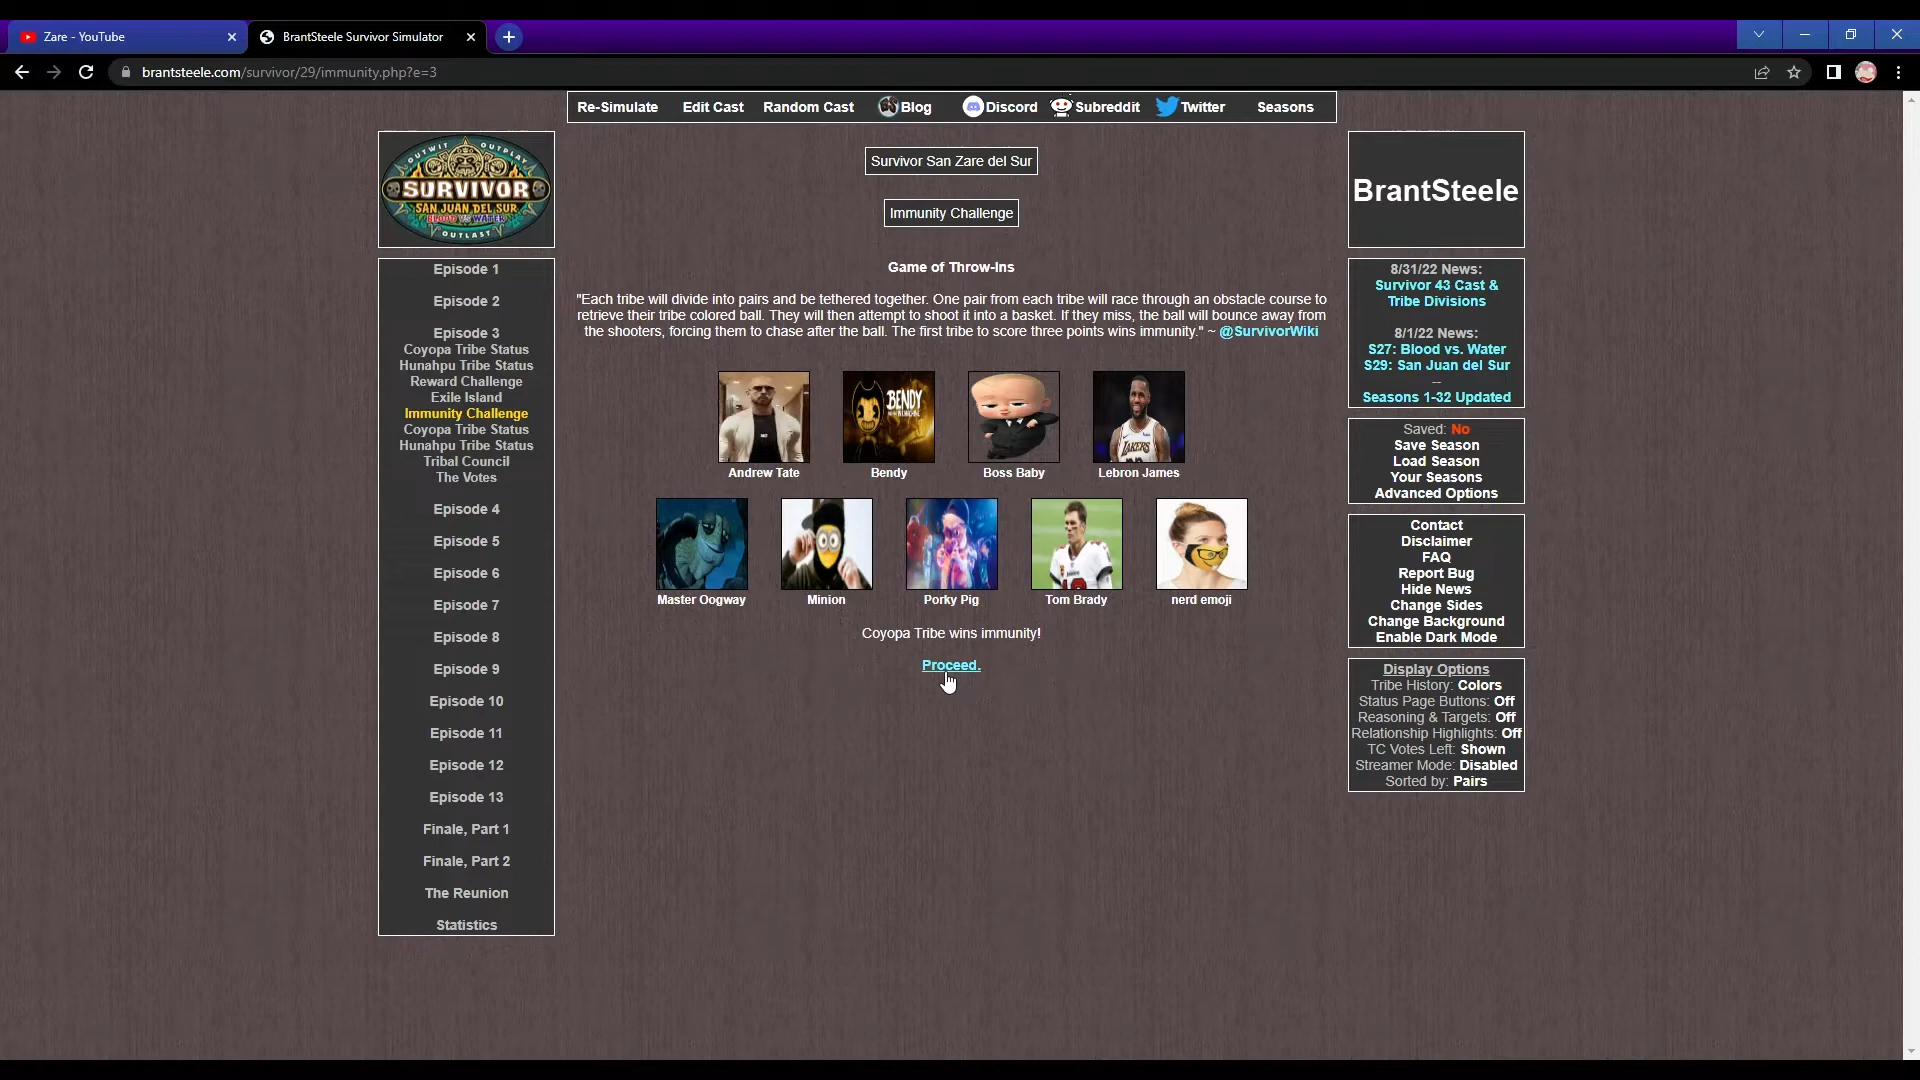 Zare - YouTube
BrantSteele Survivor Simulator
brantsteele.com/survivor/29/immunity.php?e=3
Re-Simulate Edit Cast Random Cast Blog Discord Subreddit Twitter Seasons
OUTWIT OUTPLAY
SURVIVOR
SAN JUAN DEL SUR
BLOOD VS WATER
OUTLAST
Episode 1
Episode 2
Episode 3
Coyopa Tribe Status
Hunahpu Tribe Status
Reward Challenge
Exile Island
Immunity Challenge
Coyopa Tribe Status
Hunahpu Tribe Status
Tribal Council
The Votes
Episode 4
Episode 5
Episode 6
Episode 7
Episode 8
Episode 9
Episode 10
Episode 11
Episode 12
Episode 13
Finale, Part 1
Finale, Part 2
The Reunion
Statistics
Survivor San Zare del Sur
Immunity Challenge
Game of Throw-Ins
"Each tribe will divide into pairs and be tethered together. One pair from each tribe will race through an obstacle course to
retrieve their tribe colored ball. They will then attempt to shoot it into a basket. If they miss, the ball will bounce away from
the shooters, forcing them to chase after the ball. The first tribe to score three points wins immunity." ~ @SurvivorWiki
BENDY
LAKERS
Andrew Tate Bendy Boss Baby Lebron James
Master Oogway Minion Porky Pig Tom Brady nerd emoji
Coyopa Tribe wins immunity!
Proceed.
BrantSteele
8/31/22 News:
Survivor 43 Cast &
Tribe Divisions
8/1/22 News:
S27: Blood vs. Water
S29: San Juan del Sur
--
Seasons 1-32 Updated
Saved: No
Save Season
Load Season
Your Seasons
Advanced Options
Contact
Disclaimer
FAQ
Report Bug
Hide News
Change Sides
Change Background
Enable Dark Mode
Display Options
Tribe History: Colors
Status Page Buttons: Off
Reasoning & Targets: Off
Relationship Highlights: Off
TC Votes Left: Shown
Streamer Mode: Disabled
Sorted by: Pairs